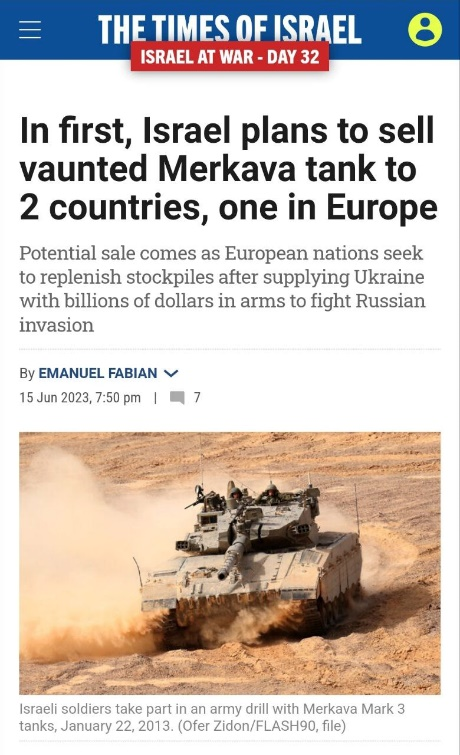 THE TIMES OF ISRAEL
ISRAEL AT WAR - DAY 32
In first, Israel plans to sell
vaunted Merkava tank to
2 countries, one in Europe
Potential sale comes as European nations seek
to replenish stockpiles after supplying Ukraine
with billions of dollars in arms to fight Russian
invasion
By EMANUEL FABIAN
15 Jun 2023, 7:50 pm | 7
Israeli soldiers take part in an army drill with Merkava Mark 3
tanks, January 22, 2013. (Ofer Zidon/FLASH90, file)